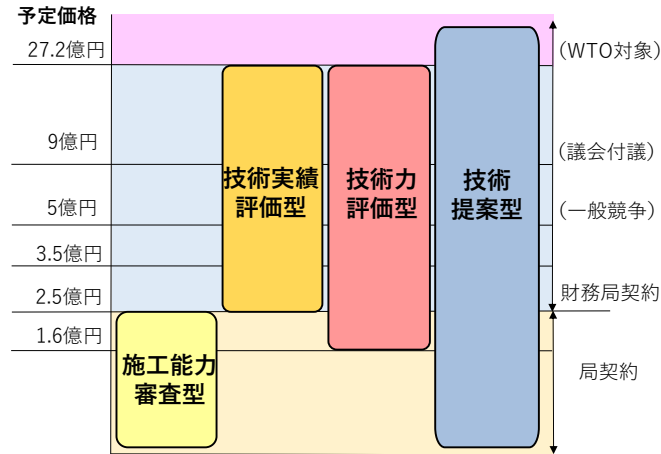 予定価格
27.2億円
9億円
5億円
3.5億円
2.5億円
1.6億円
技術実績
評価型
技術力
評価型
技術
提案型
施工能力
審査型
(WTO対象)
(議会付議)
(一般競争)
財務局契約
局契約